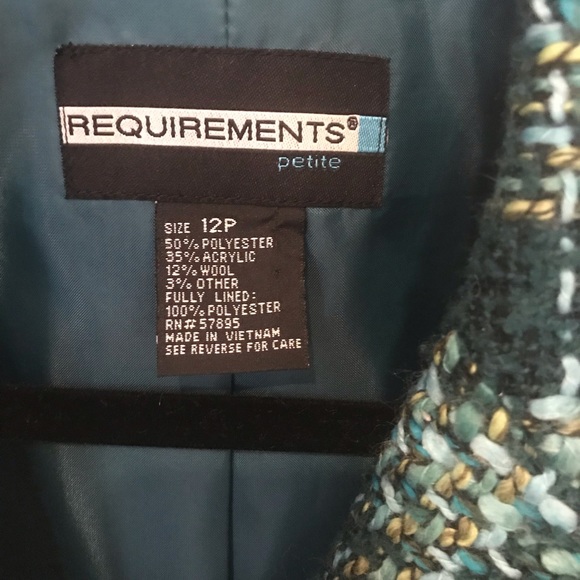 REQUIREMENTS®
petite
SIZE 12P
50% POLYESTER
35% ACRYLIC
12% WOOL
3% OTHER
FULLY LINED:
100% POLYESTER
RN# 57895
MADE IN VIETNAM
SEE REVERSE FOR CARE